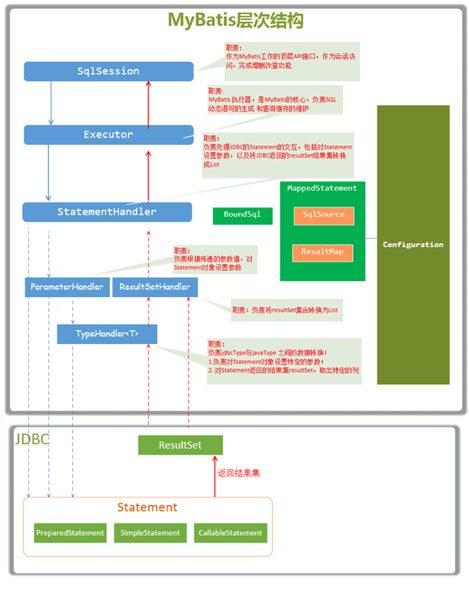 MyBatis层次结构
SqlSession
职责:
作为MyBatis工作的顶层API接口，作为会话访
问，完成增删改查功能
Executor
职责:
MyBatis 执行器，是MyBatis的核心，负责SQL
动态语句的生成 和查询缓存的维护
StatementHandler
职责:
负责处理JDBC的Statement的交互，包括对Statement
设置参数，以及将JDBC返回的resultSet结果集转换
成List
BoundSql
MappedStatement
SqlSource
ResultMap
Configuration
职责:
负责根据传递的参数值，对
Statement对象设置参数
ParameterHandler
ResultSetHandler
职责: 负责将resultSet集合转换为List
TypeHandler<T>
职责:
负责jdbcType与javaType 之间的数据转换:
1.负责对Statement对象设置特定的参数;
2. 对Statement返回的结果集resultSet，取出特定的列
JDBC
ResultSet
返回结果集
Statement
PreparedStatement
SimpleStatement
CallableStatement